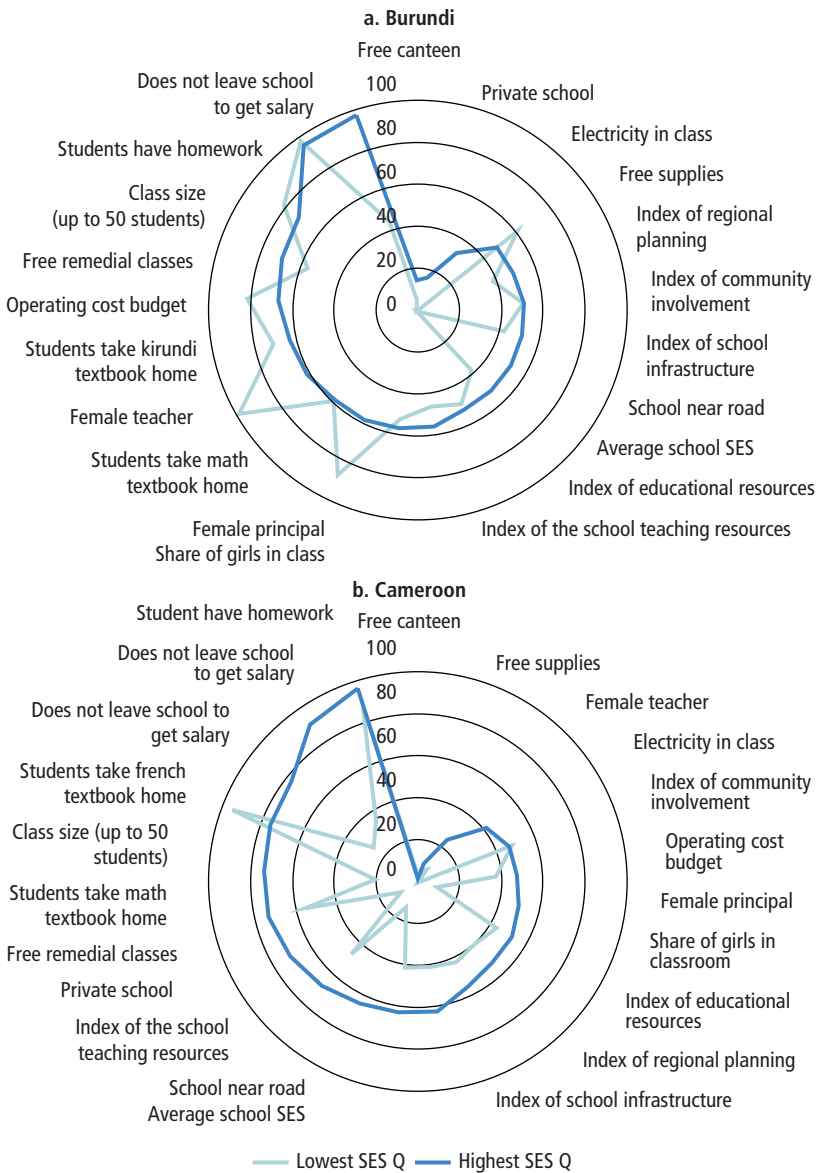 a. Burundi
Free canteen
Private school
Electricity in class
Free supplies
Index of regional
planning
Index of community
involvement
Index of school
infrastructure
School near road
Average school SES
Index of educational resources
Index of the school teaching resources
Female principal
Share of girls in class
Students take math
textbook home
Female teacher
Students take kirundi
textbook home
Operating cost budget
Free remedial classes
Class size
(up to 50 students)
Students have homework
Does not leave school
to get salary
100
80
60
40
20
0
b. Cameroon
Free canteen
Free supplies
Female teacher
Electricity in class
Index of community
involvement
Operating cost
budget
Female principal
Share of girls in
classroom
Index of educational
resources
Index of regional planning
Index of school infrastructure
School near road
Average school SES
Index of the school
teaching resources
Private school
Free remedial classes
Students take math
textbook home
Class size (up to 50
students)
Students take french
textbook home
Does not leave school to
get salary
Does not leave school
to get salary
Student have homework
100
80
60
40
20
0
Lowest SES Q
Highest SES Q